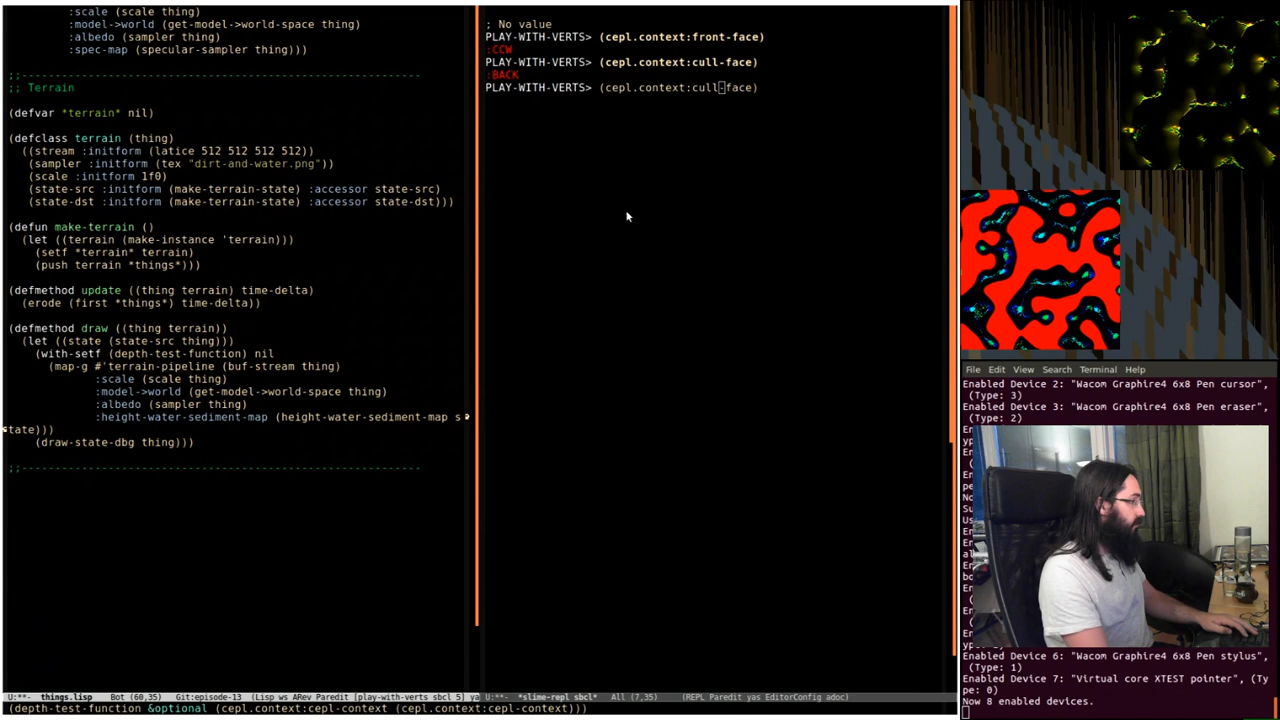 :scale (scale thing)
:model->world (get-model->world-space thing)
:albedo (sampler thing)
:spec-map (specular-sampler thing)))
;;----------------------------------------------------------------
;; Terrain
(defvar *terrain* nil)
(defclass terrain (thing)
((stream :initform (latice 512 512 512 512))
(sampler :initform (tex "dirt-and-water.png"))
(scale :initform 1f0)
(state-src :initform (make-terrain-state) :accessor state-src)
(state-dst :initform (make-terrain-state) :accessor state-dst)))
(defun make-terrain ()
(let ((terrain (make-instance 'terrain)))
(setf *terrain* terrain)
(push terrain *things*)))
(defmethod update ((thing terrain) time-delta)
(erode (first *things*) time-delta))
(defmethod draw ((thing terrain))
(let ((state (state-src thing)))
(with-setf (depth-test-function) nil
(map-g #'terrain-pipeline (buf-stream thing)
:scale (scale thing)
:model->world (get-model->world-space thing)
:albedo (sampler thing)
:height-water-sediment-map (height-water-sediment-map s
tate)))
(draw-state-dbg thing)))
;;----------------------------------------------------------------
U:**- things.lisp Bot (60,35) Git:episode-13 (Lisp ws ARev Paredit [play-with-verts sbcl 5] ya
(depth-test-function &optional (cepl.context:cepl-context (cepl.context:cepl-context)))
; No value
PLAY-WITH-VERTS> (cepl.context:front-face)
:CCW
PLAY-WITH-VERTS> (cepl.context:cull-face)
:BACK
PLAY-WITH-VERTS> (cepl.context:cull-face)
U:**- *slime-repl sbcl* All (7,35) (REPL Paredit yas EditorConfig adoc)
File Edit View Search Terminal Help
Enabled Device 2: "Wacom Graphire4 6x8 Pen cursor",
(Type: 3)
Enabled Device 3: "Wacom Graphire4 6x8 Pen eraser",
(Type: 2)
Enabled Device 6: "Wacom Graphire4 6x8 Pen stylus",
(Type: 1)
Enabled Device 7: "Virtual core XTEST pointer", (Ty
pe: 0)
Now 8 enabled devices.